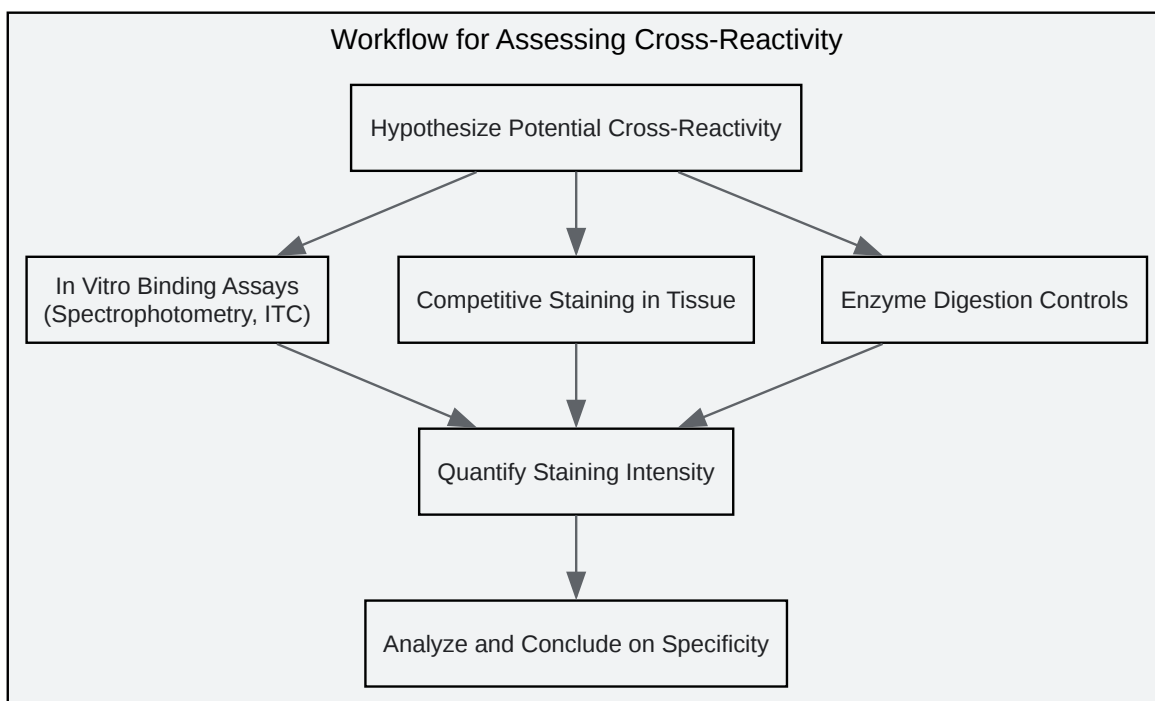 Workflow for Assessing Cross-Reactivity
Hypothesize Potential Cross-Reactivity
In Vitro Binding Assays
(Spectrophotometry, ITC)
Competitive Staining in Tissue
Enzyme Digestion Controls
Quantify Staining Intensity
Analyze and Conclude on Specificity